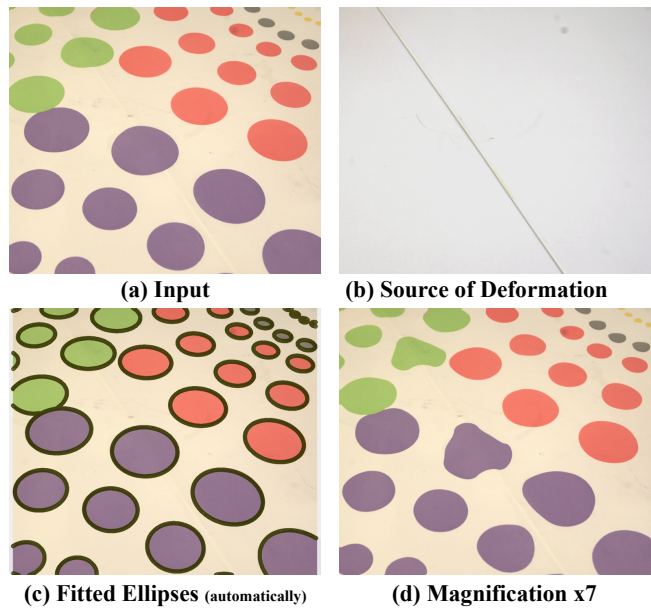 (a) Input
(b) Source of Deformation
(c) Fitted Ellipses (automatically)
(d) Magnification x7